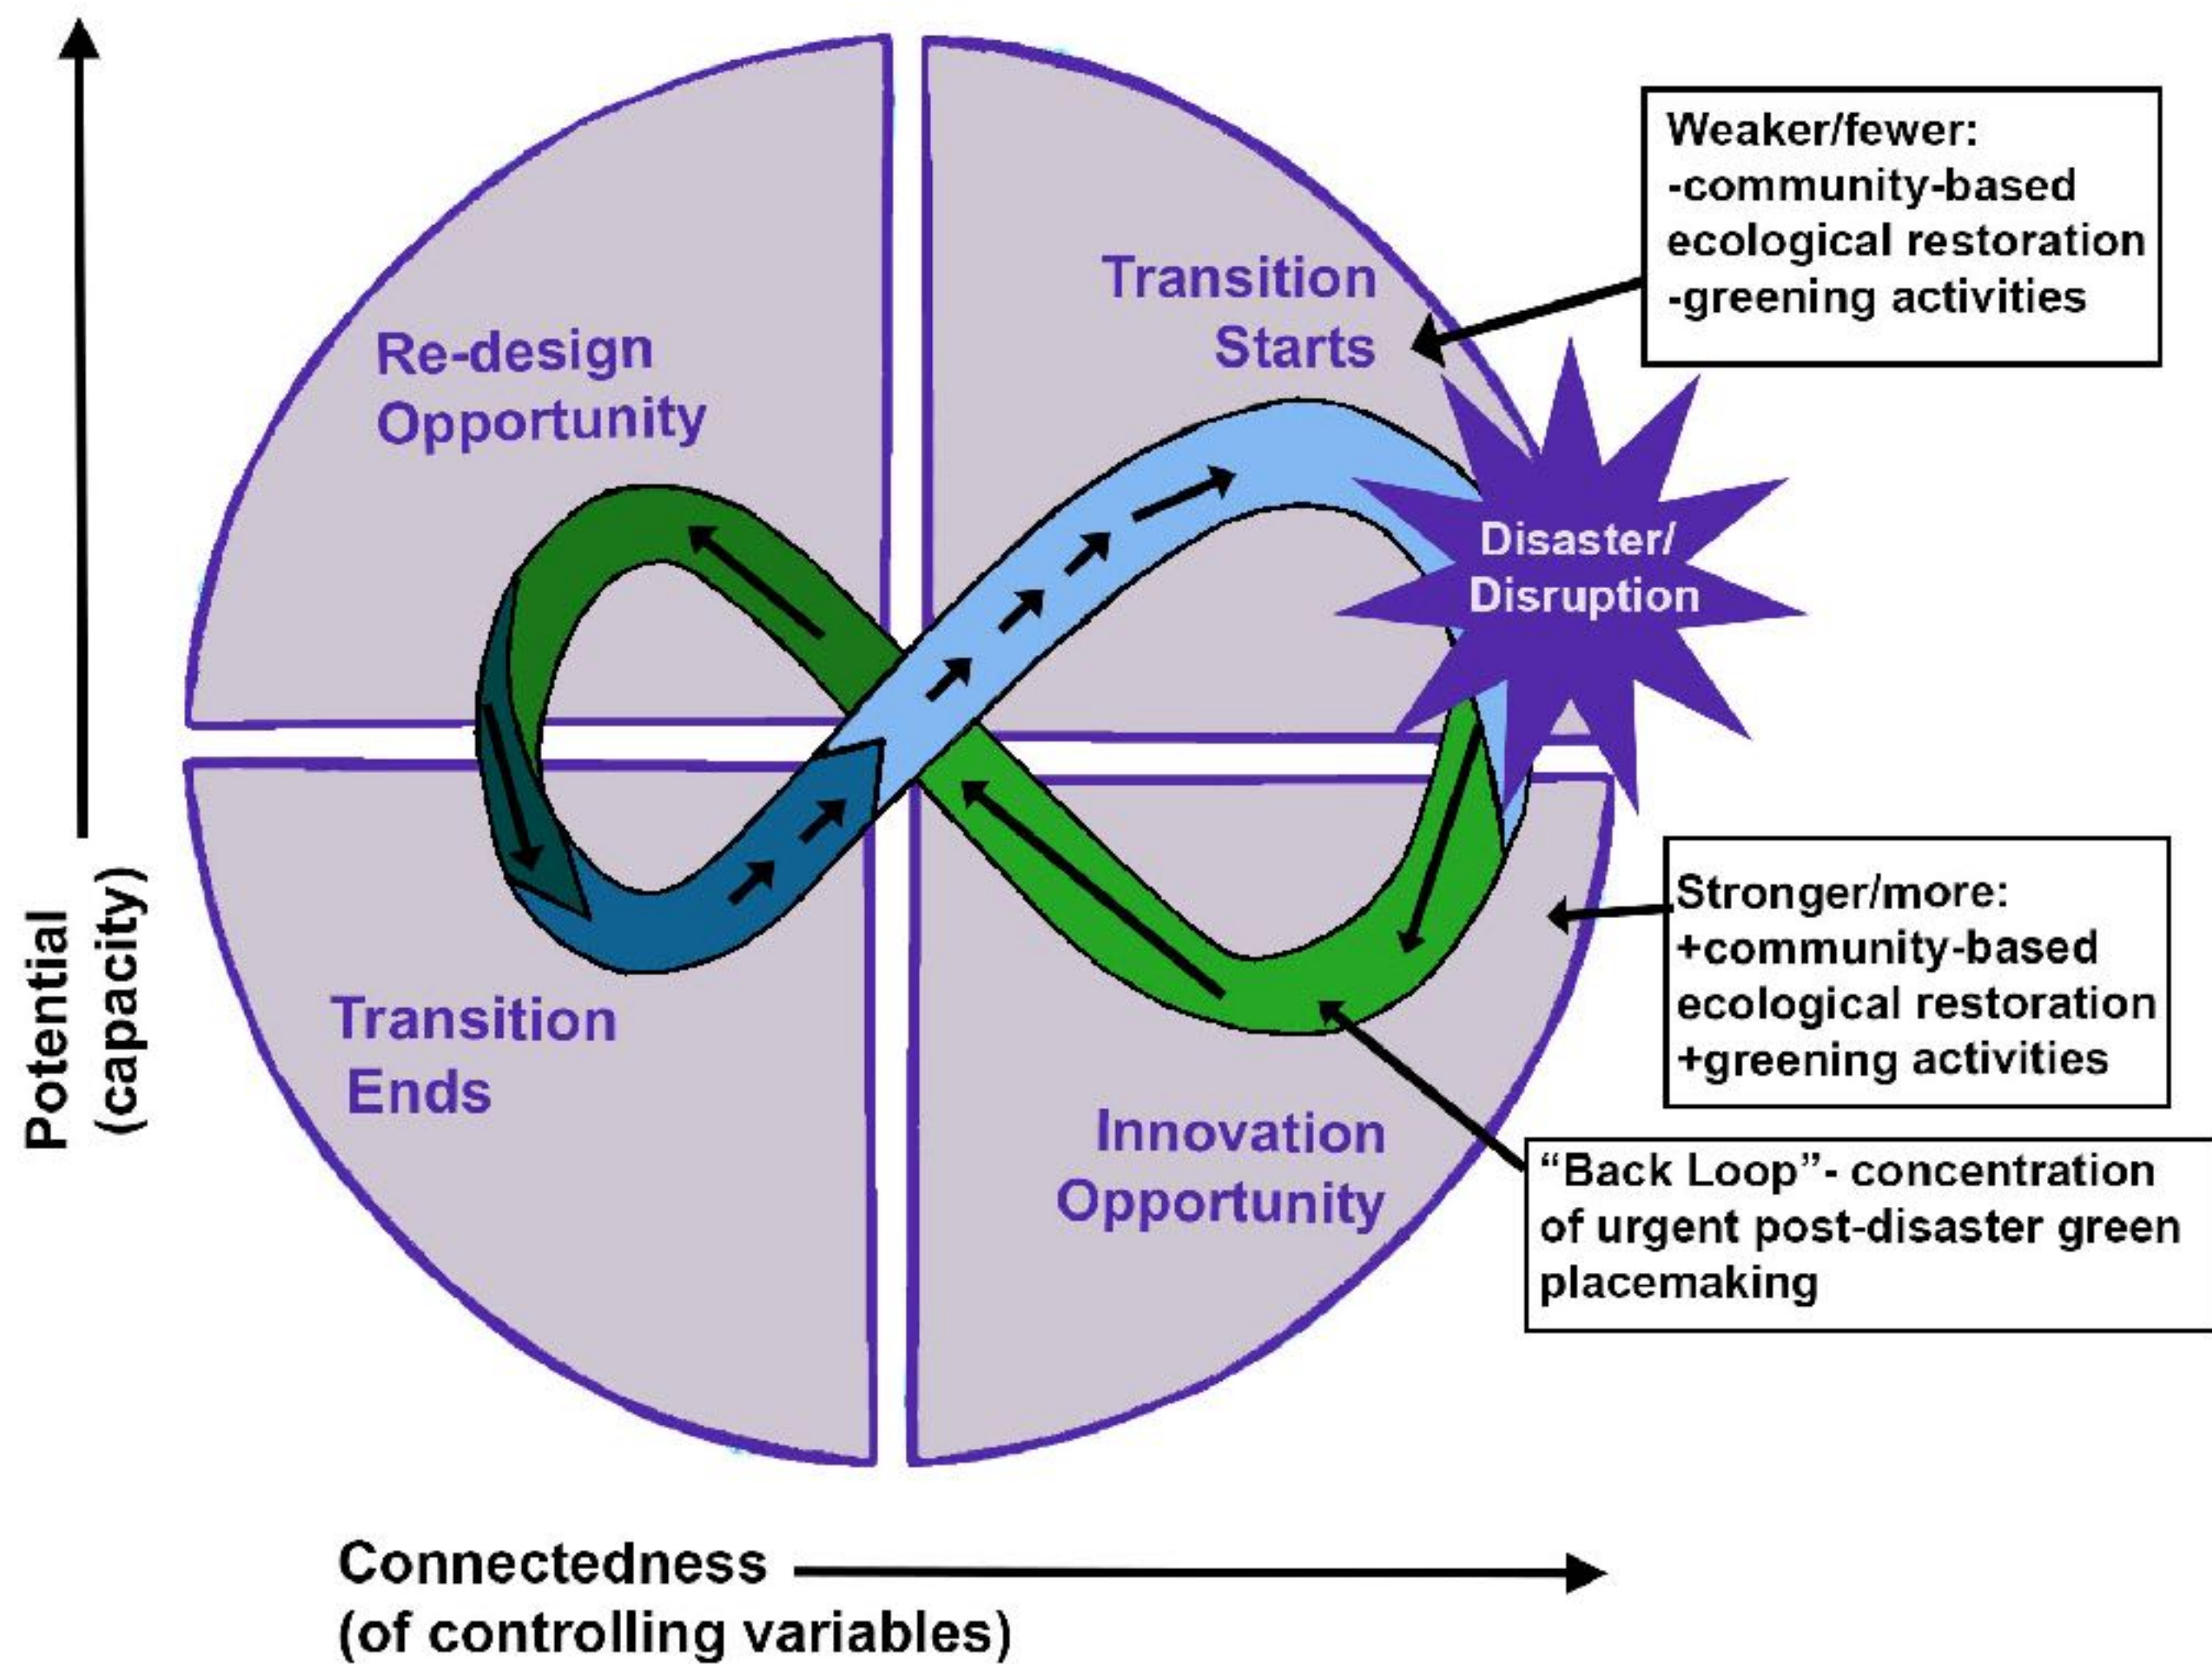 Weaker/fewer:
-community-based
ecological restoration
-greening activities
Transition
Starts
Re-design
Opportunity
Disaster/
Disruption
Stronger/more:
+community-based
ecological restoration
+greening activities
Transition
Ends
Innovation
Opportunity
“Back Loop”- concentration
of urgent post-disaster green
placemaking
Potential
(capacity)
Connectedness
(of controlling variables)